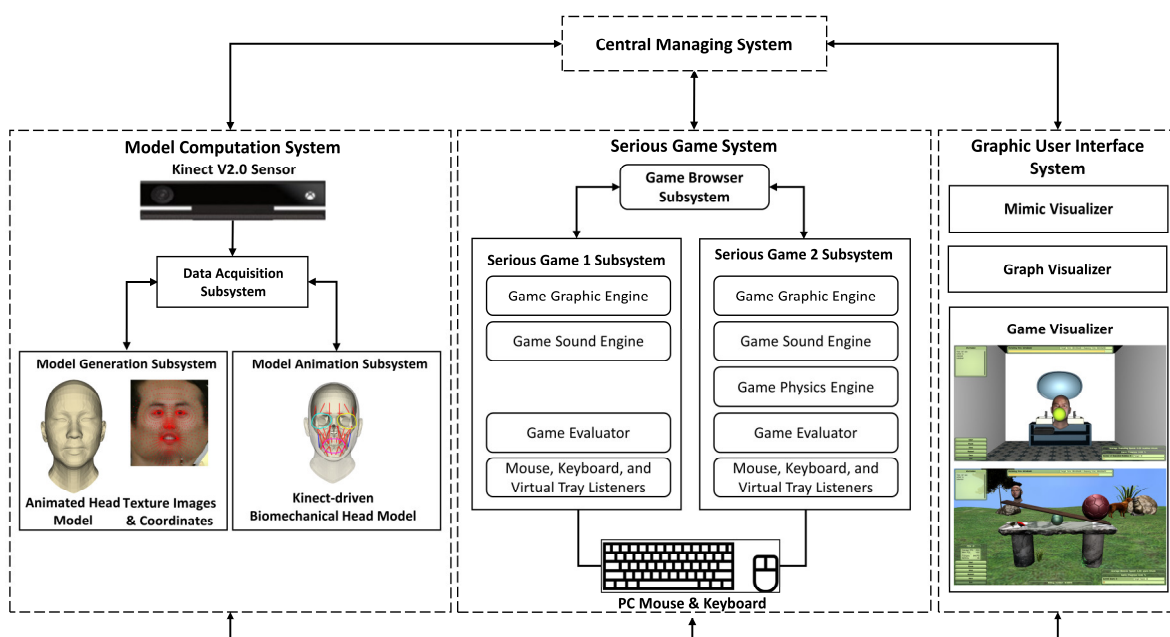 Central Managing System
Model Computation System
Kinect V2.0 Sensor
Data Acquisition
Subsystem
Model Generation Subsystem
Animated Head
Model
Texture Images
& Coordinates
Model Animation Subsystem
Kinect-driven
Biomechanical Head Model
Serious Game System
Game Browser
Subsystem
Serious Game 1 Subsystem
Game Graphic Engine
Game Sound Engine
Game Evaluator
Mouse, Keyboard, and
Virtual Tray Listeners
Serious Game 2 Subsystem
Game Graphic Engine
Game Sound Engine
Game Physics Engine
Game Evaluator
Mouse, Keyboard, and
Virtual Tray Listeners
PC Mouse & Keyboard
Graphic User Interface
System
Mimic Visualizer
Graph Visualizer
Game Visualizer